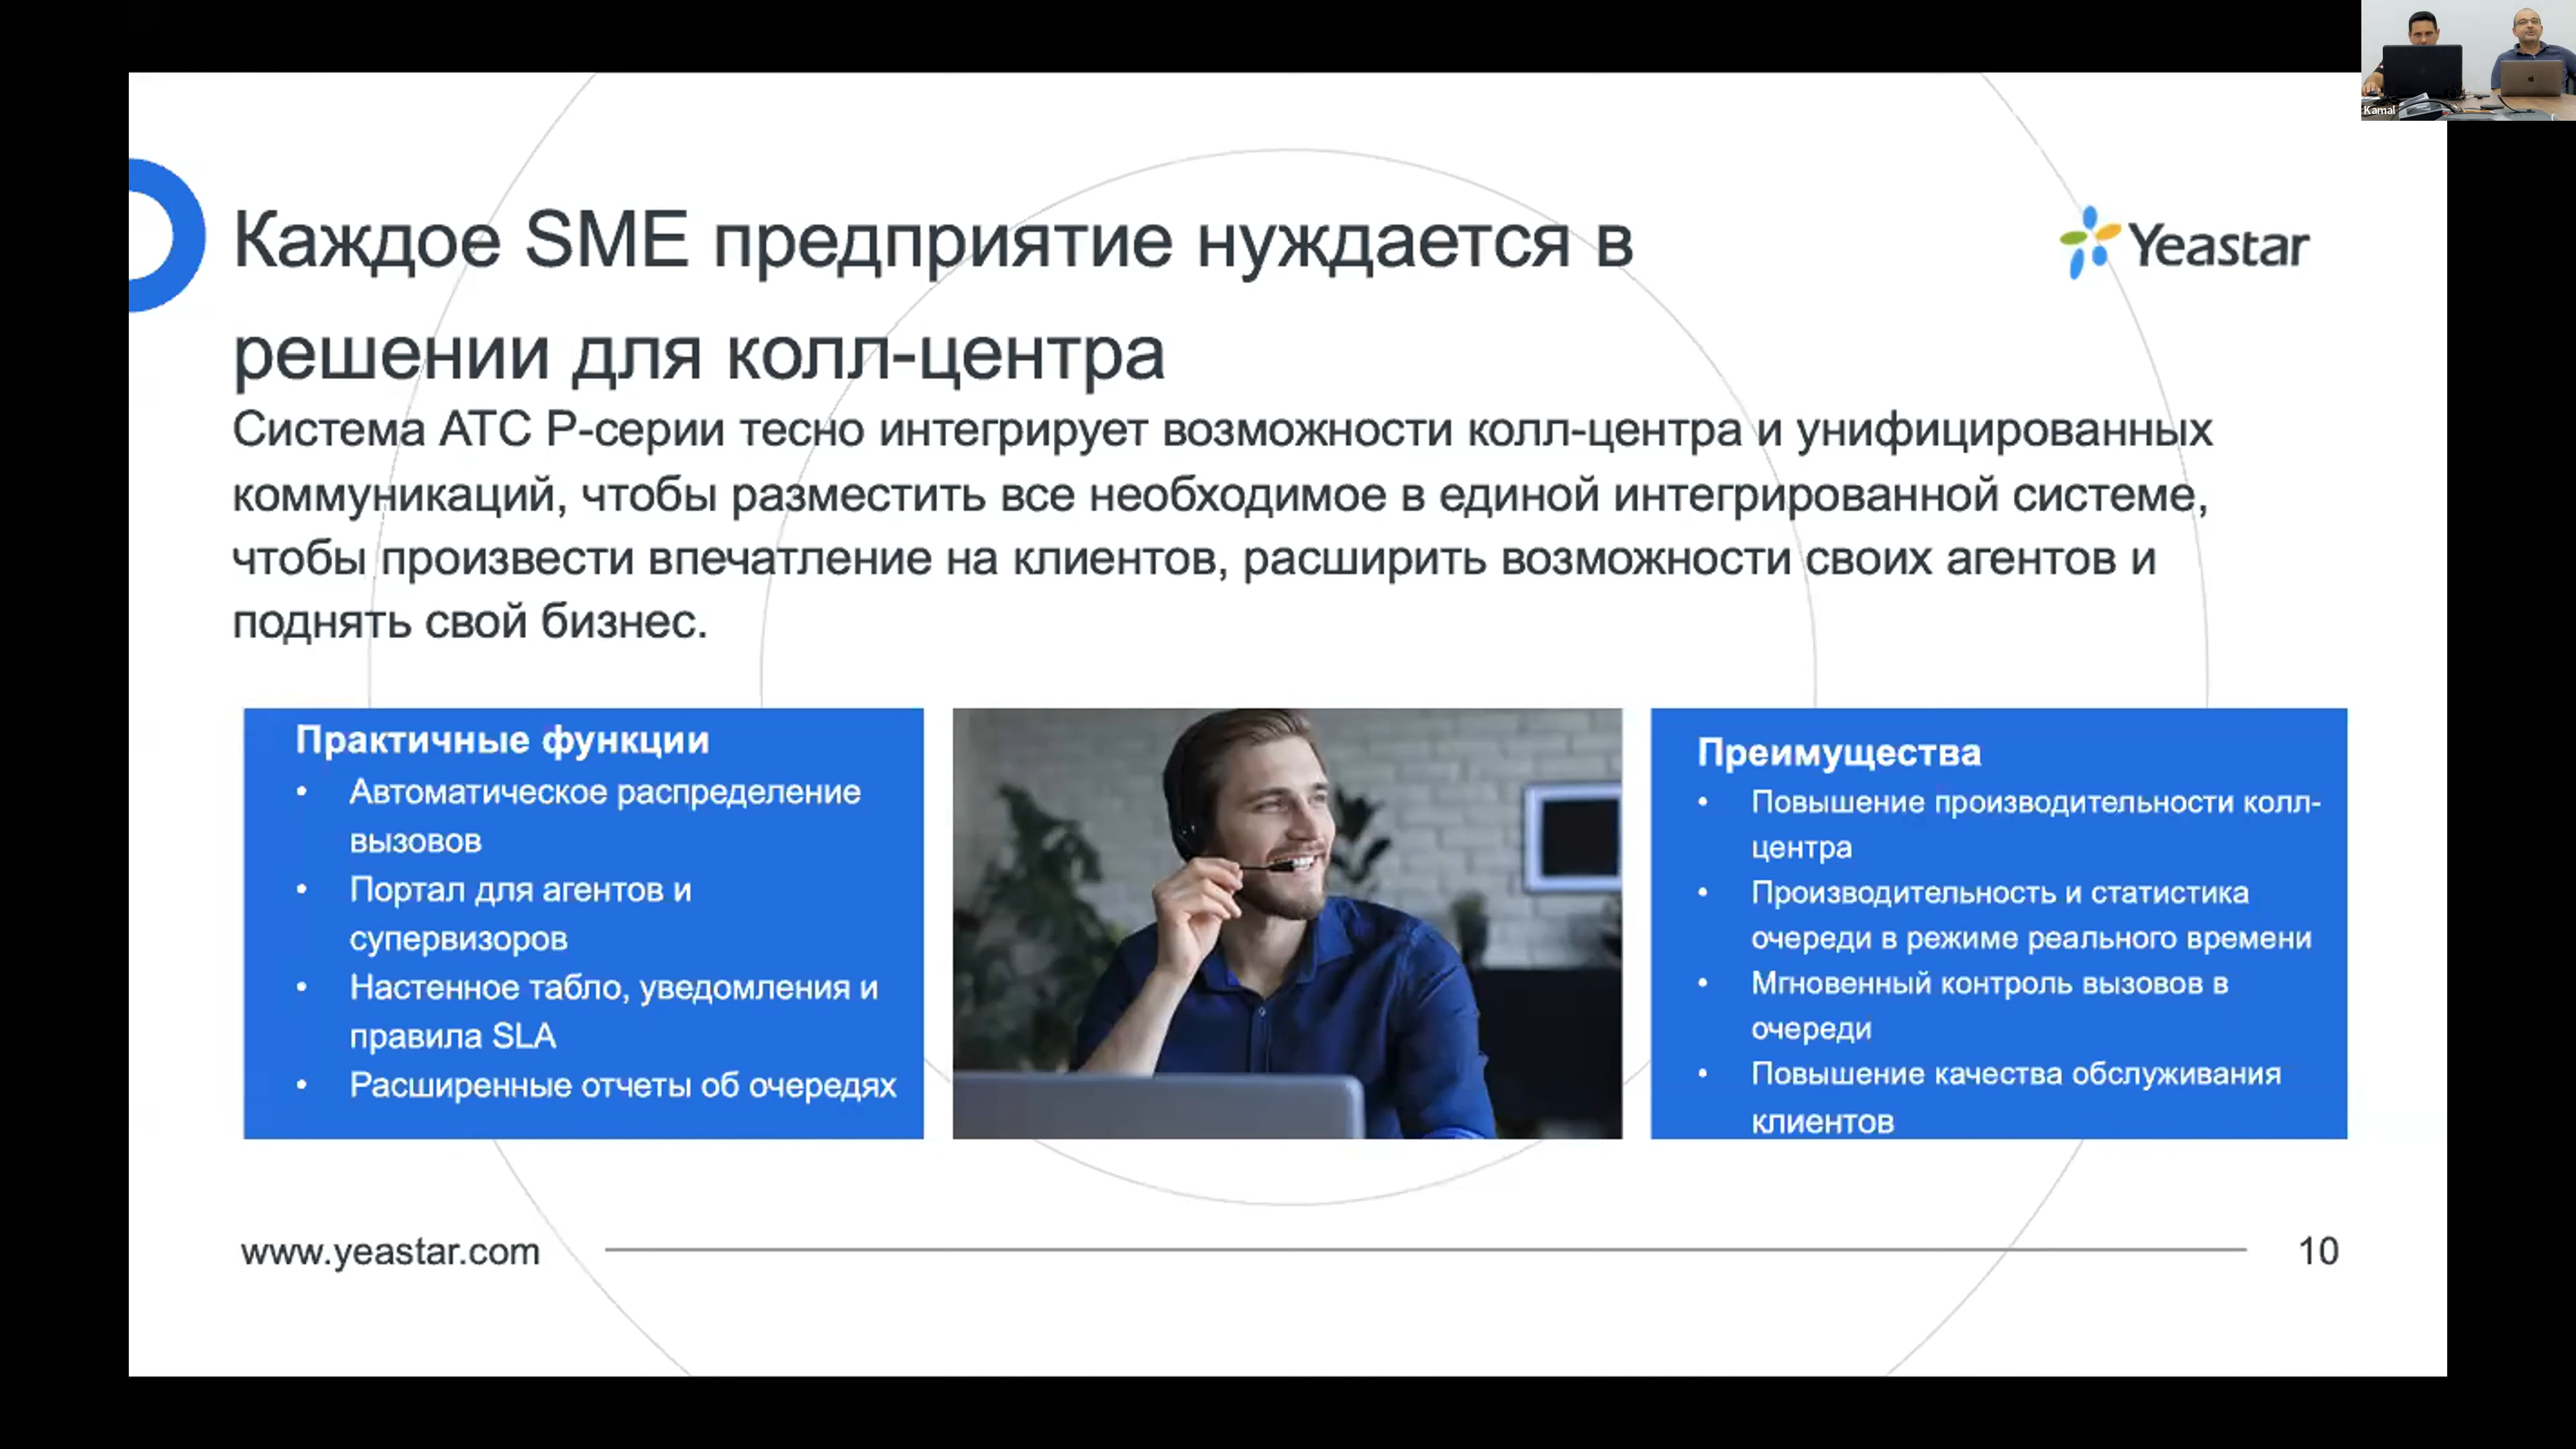 Kamal
Каждое SME предприятие нуждается в
решении для колл-центра
Yeastar
Система АТС P-серии тесно интегрирует возможности колл-центра и унифицированных
коммуникаций, чтобы разместить все необходимое в единой интегрированной системе,
чтобы произвести впечатление на клиентов, расширить возможности своих агентов и
поднять свой бизнес.
Практичные функции
• Автоматическое распределение
вызовов
• Портал для агентов и
супервизоров
• Настенное табло, уведомления и
правила SLA
• Расширенные отчеты об очередях
Преимущества
• Повышение производительности колл-
центра
• Производительность и статистика
очереди в режиме реального времени
• Мгновенный контроль вызовов в
очереди
• Повышение качества обслуживания
клиентов
www.yeastar.com
10